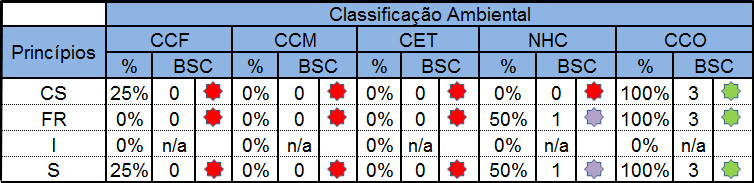 Classificação Ambiental
Princípios CCF CCM CET NHC CCO
% BSC % BSC % BSC % BSC % BSC
CS 25% 0 0% 0 0% 0 0% 0 100% 3
FR 0% 0 0% 0 0% 0 50% 1 100% 3
I 0% n/a 0% n/a 0% n/a 0% n/a 0% n/a
S 25% 0 0% 0 0% 0 50% 1 100% 3